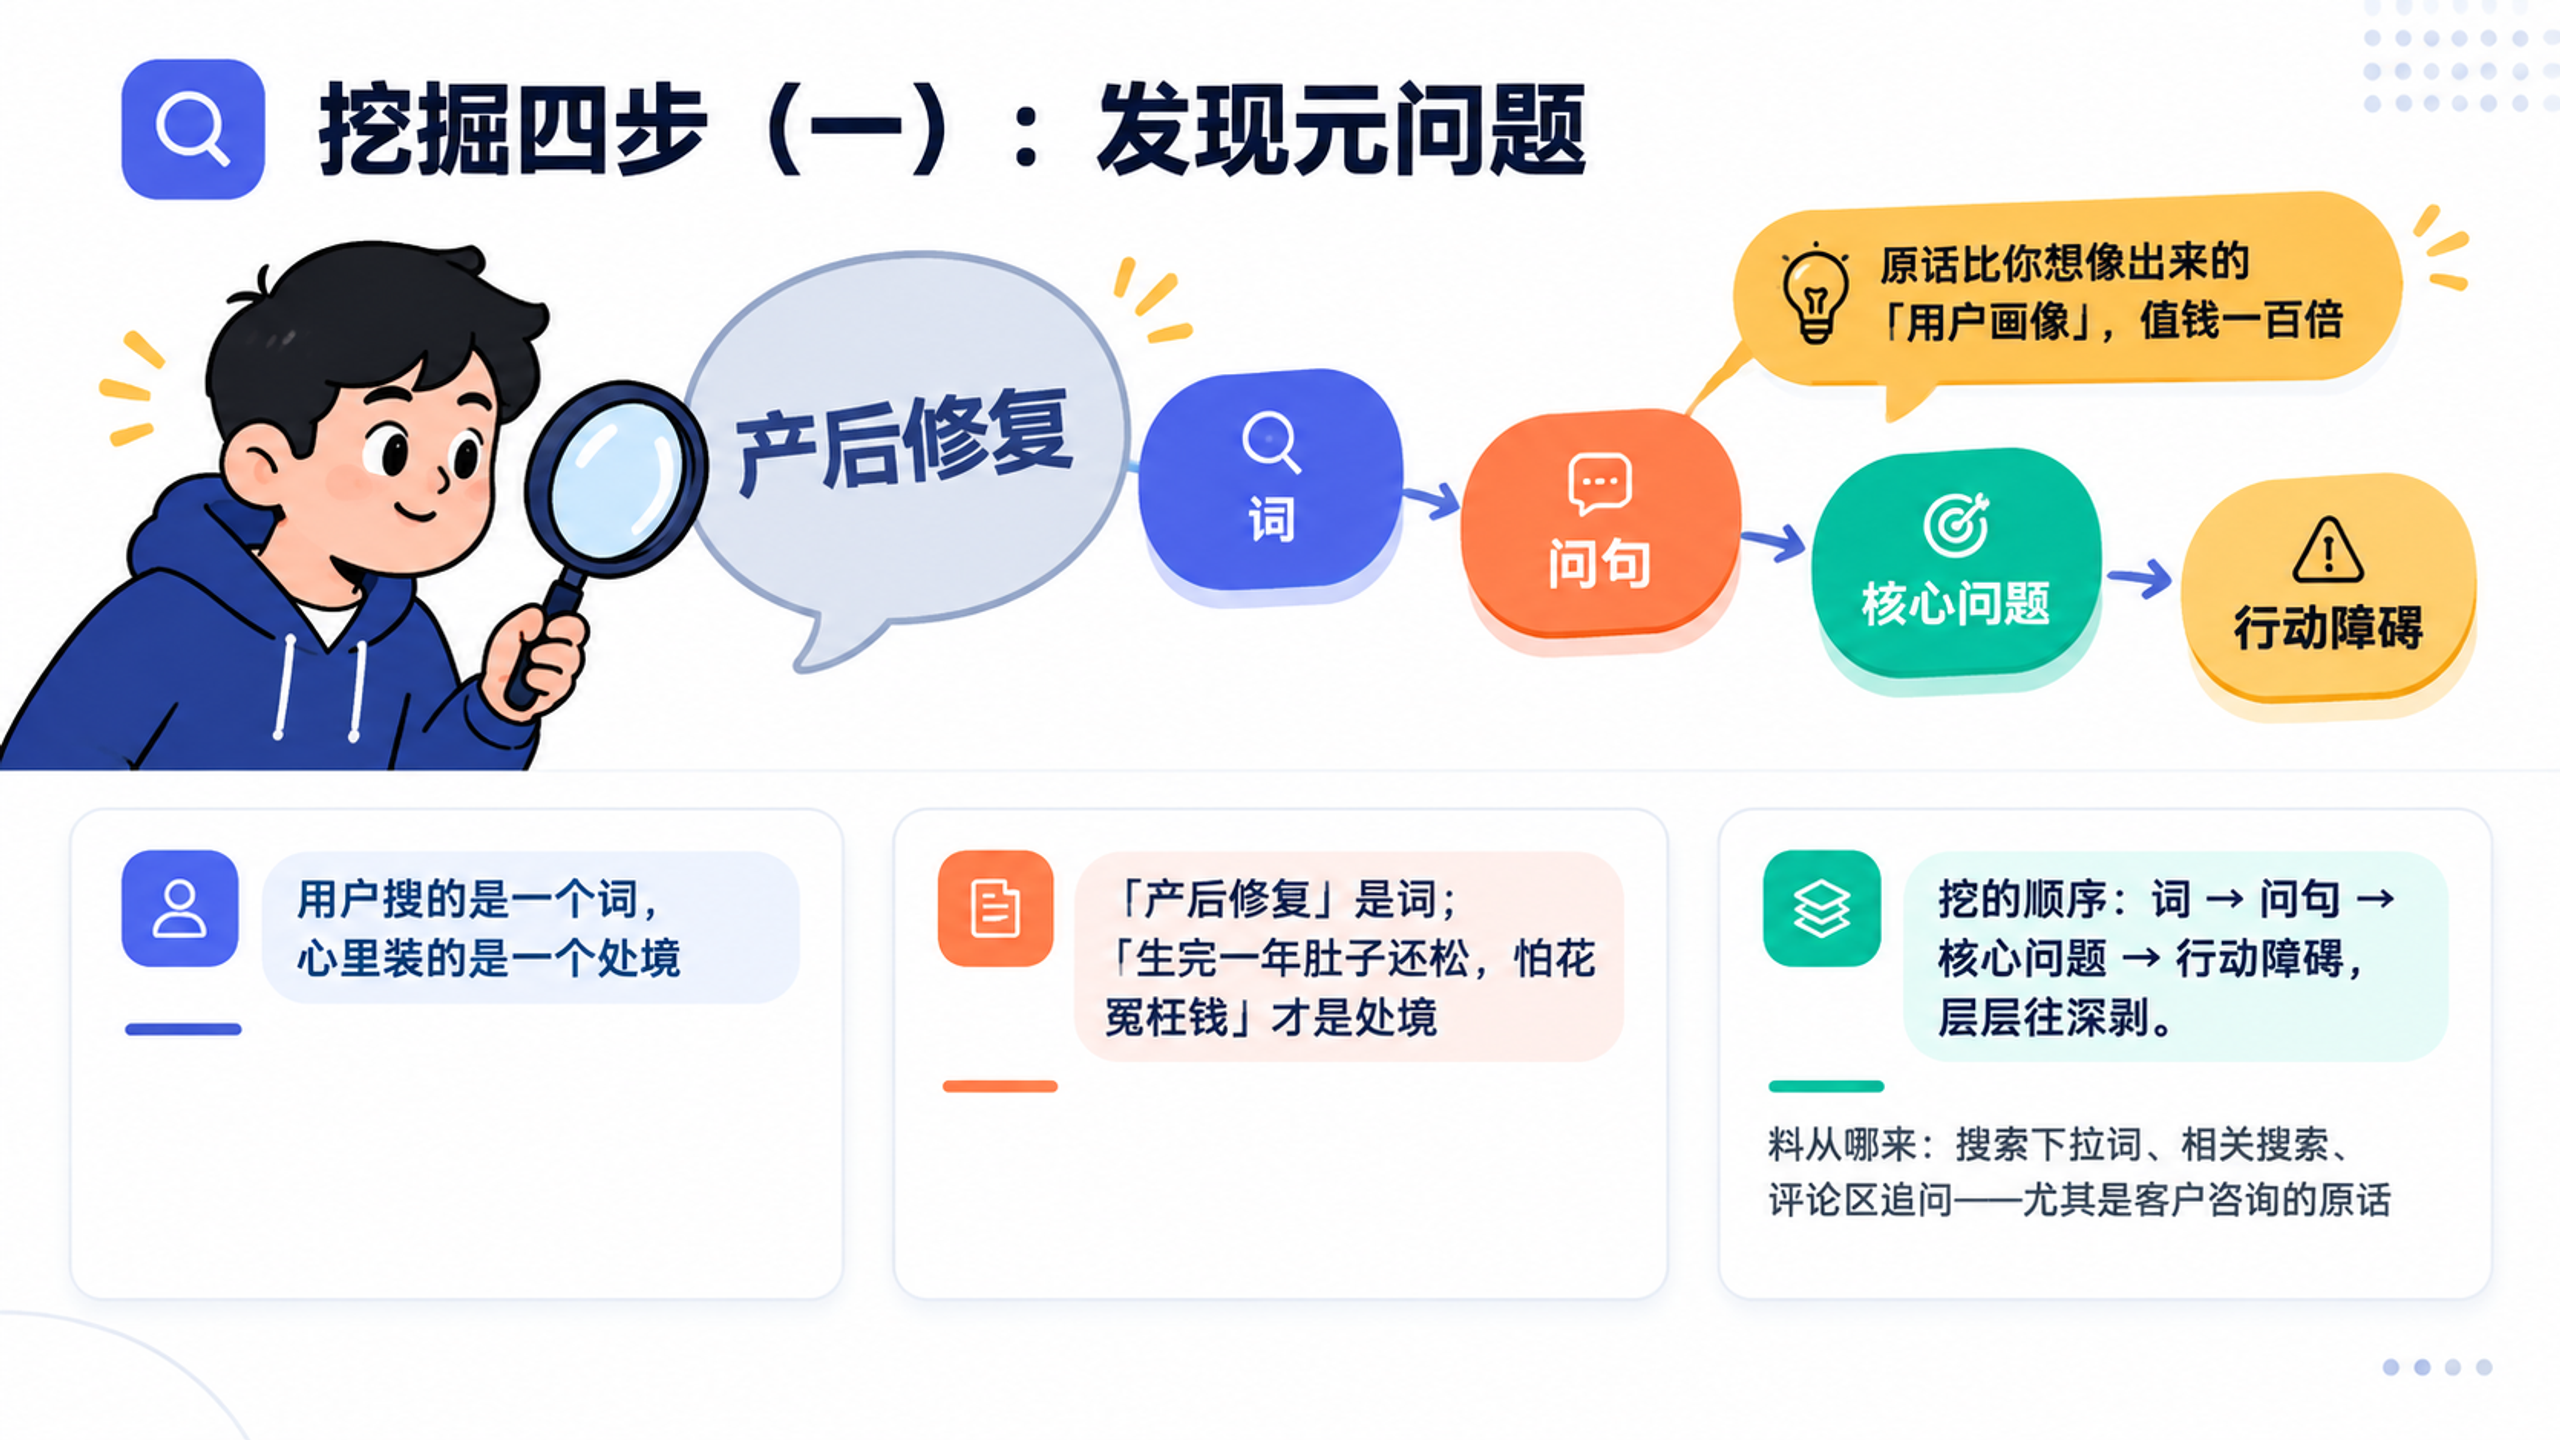 挖掘四步（一）：发现元问题
原话比你想像出来的
「用户画像」，值钱一百倍
产后修复
词
问句
核心问题
行动障碍
用户搜的是一个词，
心里装的是一个处境
「产后修复」是词；
「生完一年肚子还松，怕花
冤枉钱」才是处境
挖的顺序：词 → 问句 →
核心问题 → 行动障碍，
层层往深剥。
料从哪来：搜索下拉词、相关搜索、
评论区追问——尤其是客户咨询的原话